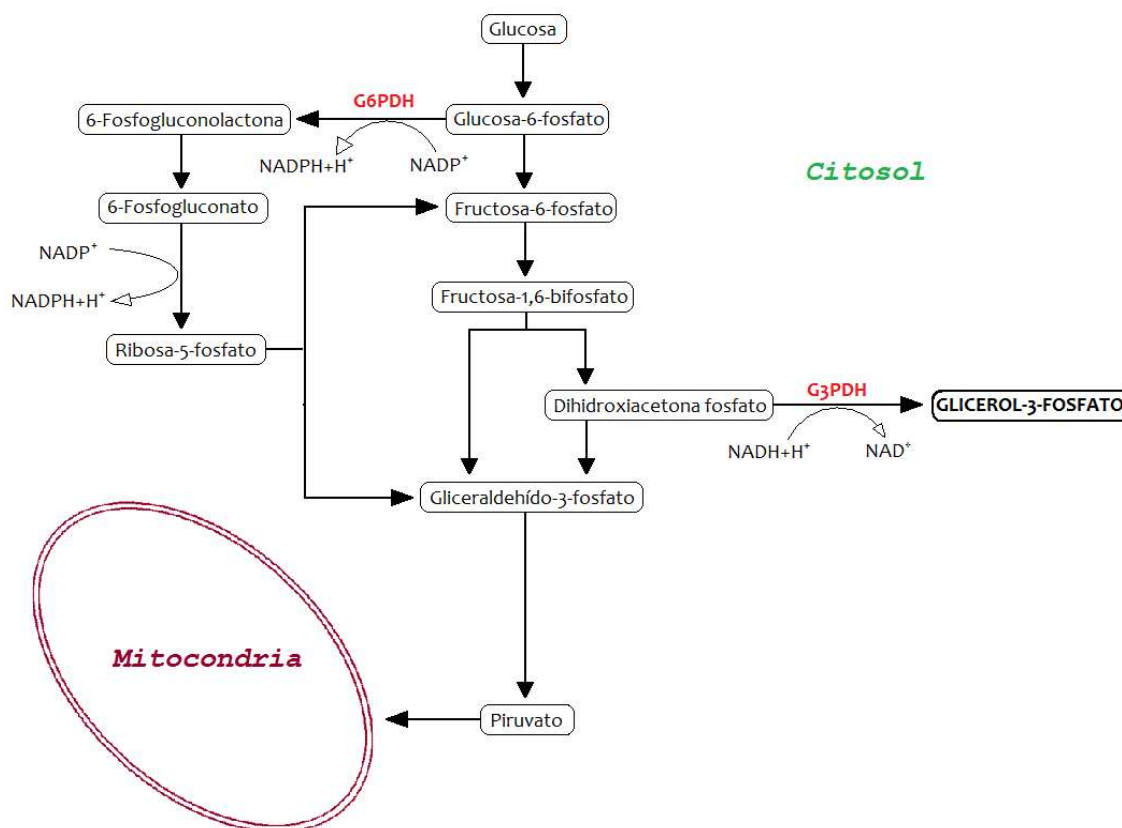 Glucosa
G6PDH
6-Fosfogluconolactona
Glucosa-6-fosfato
NADPH+H⁺
NADP⁺
Citosol
6-Fosfogluconato
Fructosa-6-fosfato
NADP⁺
NADPH+H⁺
Fructosa-1,6-bifosfato
Ribosa-5-fosfato
G3PDH
Dihidroxiacetona fosfato
GLICEROL-3-FOSFATO
NADH+H⁺
NAD⁺
Gliceraldehído-3-fosfato
Mitocondria
Piruvato